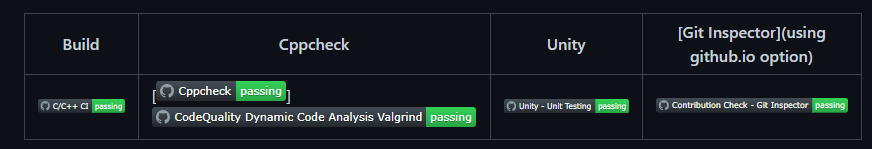 Build
Cppcheck
Unity
[Git Inspector](using
github.io option)
C/C++ CI passing
[Cppcheck passing]
CodeQuality Dynamic Code Analysis Valgrind passing
Unity - Unit Testing passing
Contribution Check - Git Inspector passing